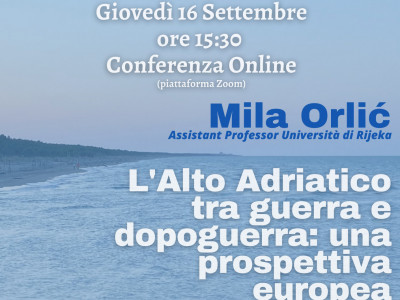 Giovedì 16 Settembre
ore 15:30
Conferenza Online
(piattaforma Zoom)
Mila Orlić
Assistant Professor Università di Rijeka
L'Alto Adriatico
tra guerra e
dopoguerra: una
prospettiva
europea